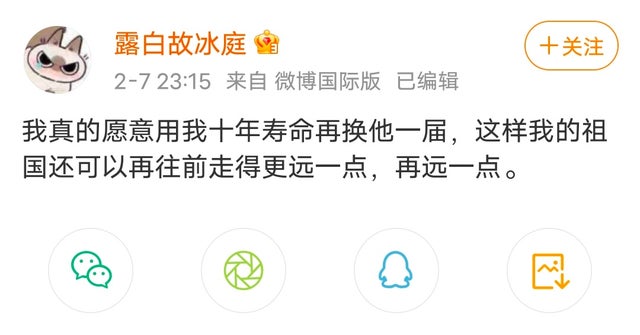 露白故冰庭
+关注
2-7 23:15 来自 微博国际版 已编辑
我真的愿意用我十年寿命再换他一届，这样我的祖
国还可以再往前走得更远一点，再远一点。